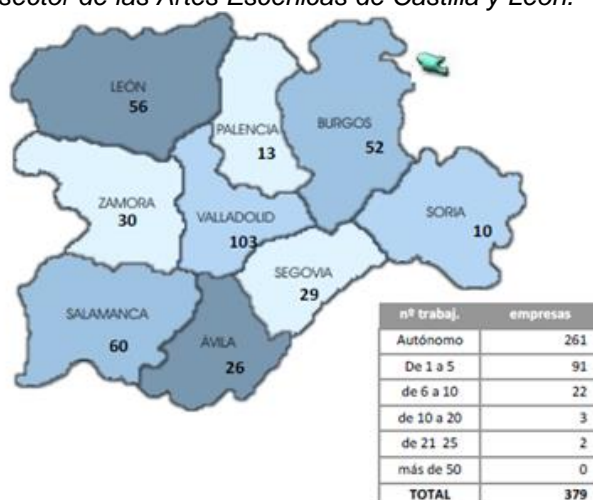 sector de las Artes Escénicas de Castilla y León.
LEÓN
56
PALENCIA
13
BURGOS
52
ZAMORA
30
VALLADOLID
103
SORIA
10
SEGOVIA
29
SALAMANCA
60
ÁVILA
26
nº trabaj. empresas
Autónomo 261
De 1 a 5 91
de 6 a 10 22
de 10 a 20 3
de 21 25 2
más de 50 0
TOTAL 379